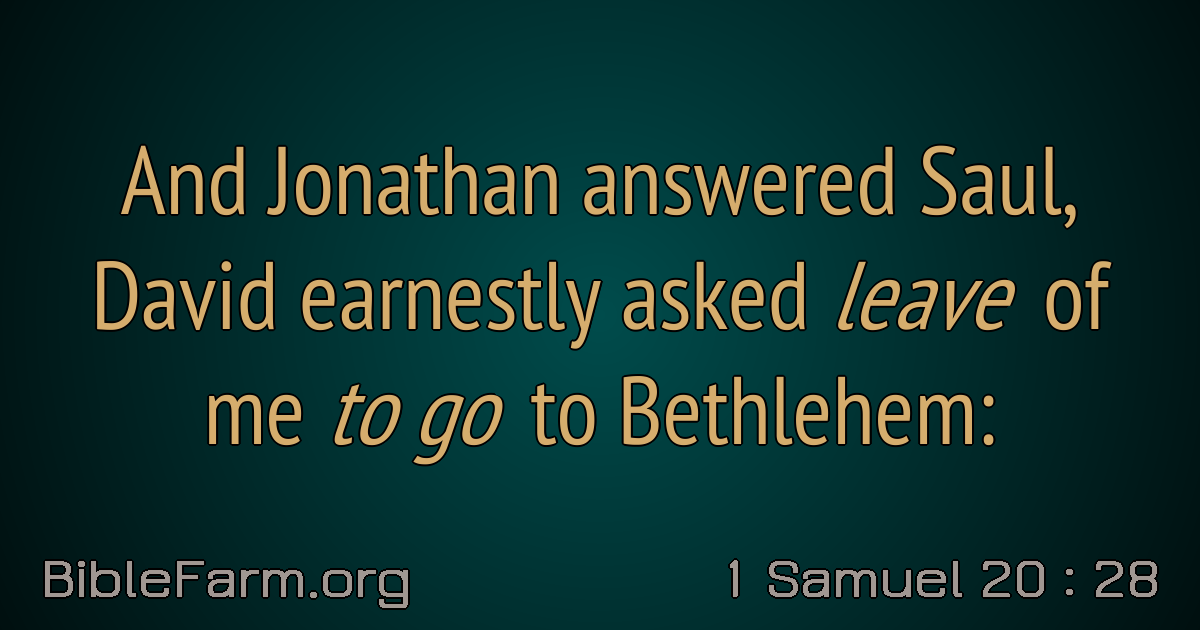 And Jonathan answered Saul,
David earnestly asked leave of
me to go to Bethlehem:
BibleFarm.org
1 Samuel 20 : 28